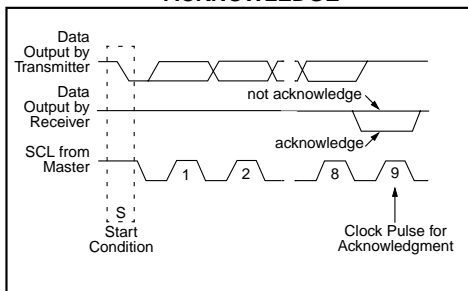 Data
Output by
Transmitter
Data
Output by
Receiver
not acknowledge
acknowledge
SCL from
Master
1
2
8
9
S
Start
Condition
Clock Pulse for
Acknowledgment